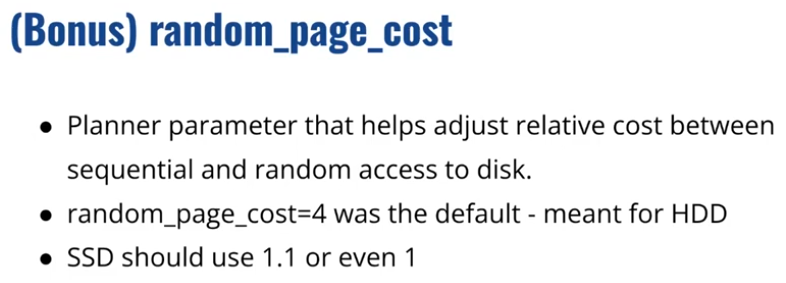 (Bonus) random_page_cost
● Planner parameter that helps adjust relative cost between
sequential and random access to disk.
● random_page_cost=4 was the default - meant for HDD
● SSD should use 1.1 or even 1